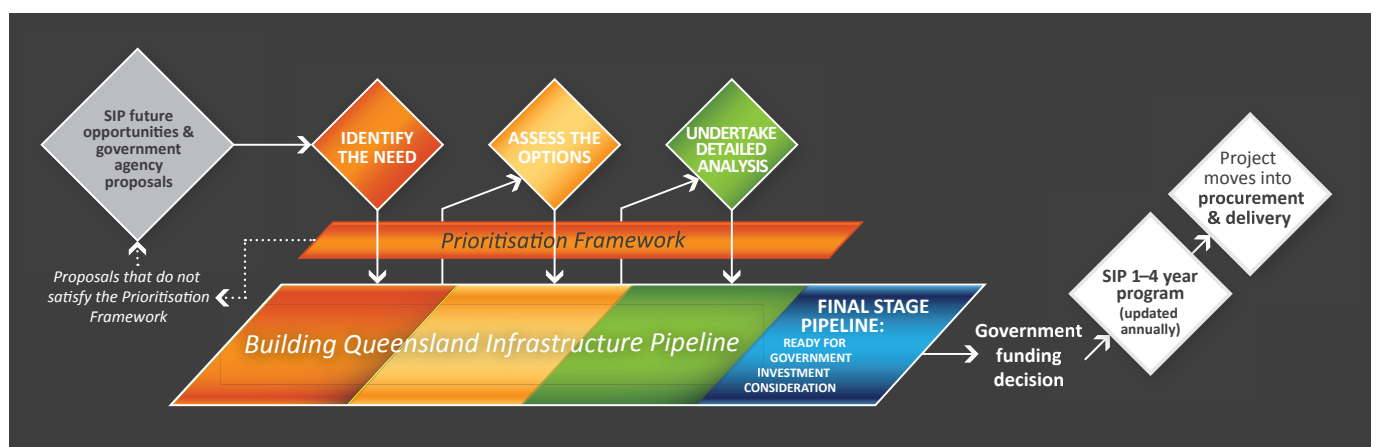 SIP future
opportunities &
government
agency
proposals
IDENTIFY
THE NEED
ASSESS THE
OPTIONS
UNDERTAKE
DETAILED
ANALYSIS
Prioritisation Framework
Proposals that do not
satisfy the Prioritisation
Framework
Building Queensland Infrastructure Pipeline
FINAL STAGE
PIPELINE:
READY FOR
GOVERNMENT
INVESTMENT
CONSIDERATION
Government
funding
decision
SIP 1–4 year
program
(updated
annually)
Project
moves into
procurement
& delivery